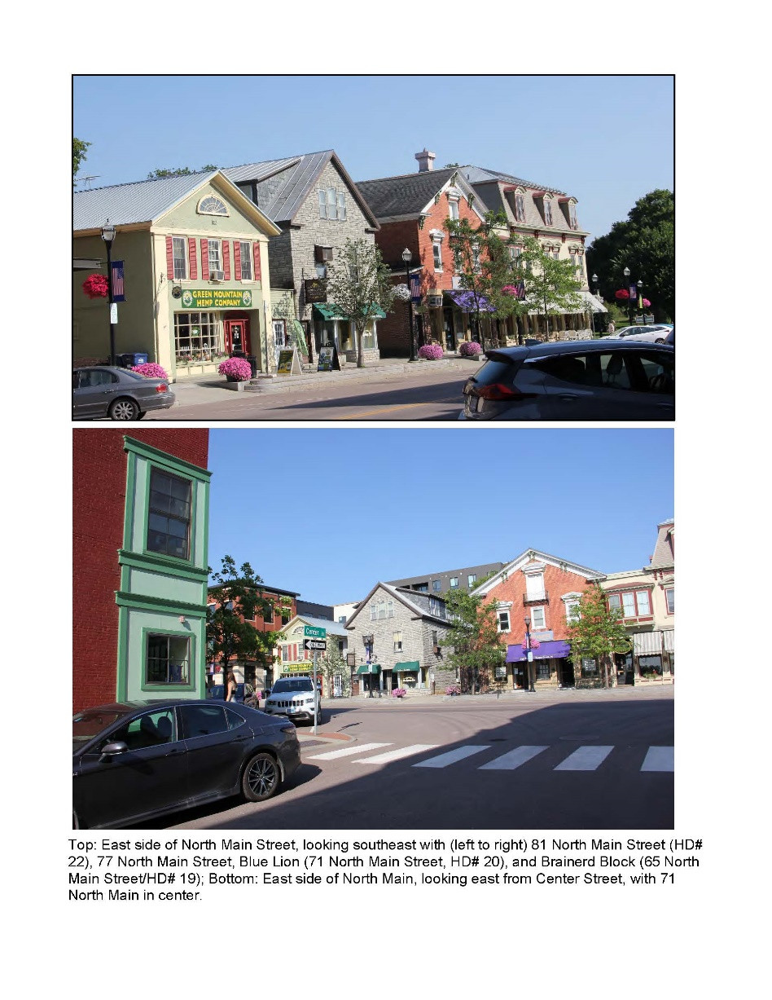 GREEN MOUNTAIN
HEMP COMPANY
Center St
Top: East side of North Main Street, looking southeast with (left to right) 81 North Main Street (HD#
22), 77 North Main Street, Blue Lion (71 North Main Street, HD# 20), and Brainerd Block (65 North
Main Street/HD# 19); Bottom: East side of North Main, looking east from Center Street, with 71
North Main in center.